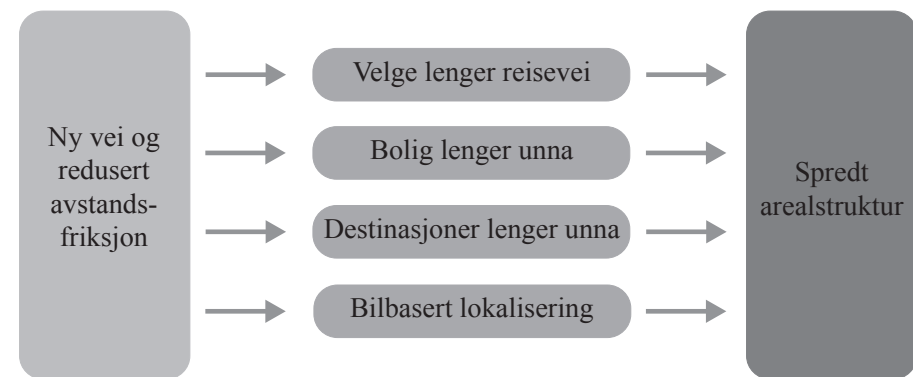 Ny vei og
redusert
avstands-
friksjon
Velge lenger reisevei
Bolig lenger unna
Destinasjoner lenger unna
Bilbasert lokalisering
Spredt
arealstruktur